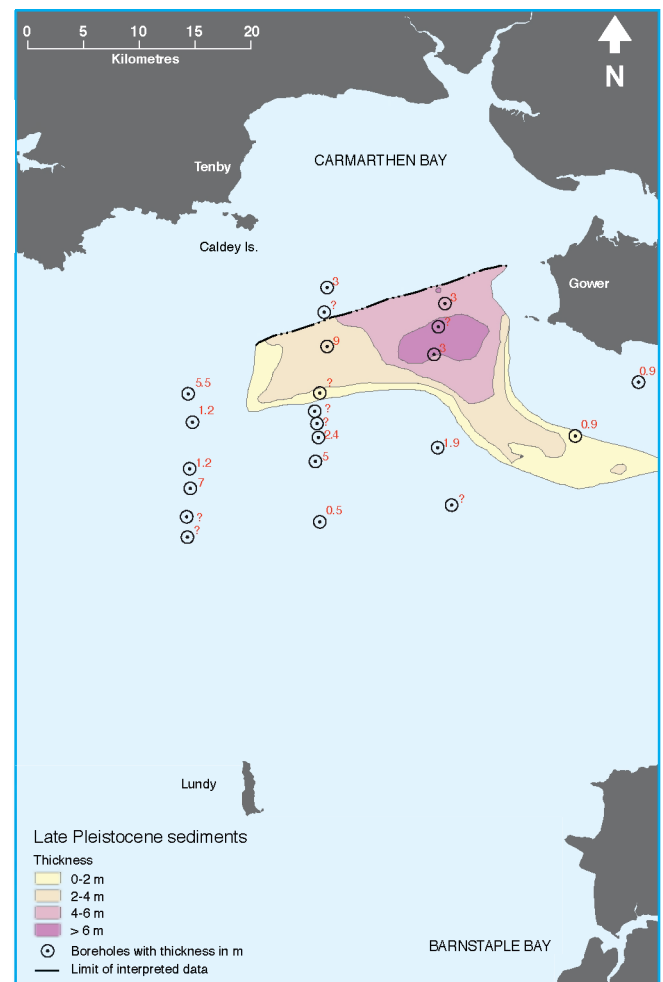 0 5 10 15 20
Kilometres
N
CARMARTHEN BAY
Tenby
Caldey Is.
Gower
3
3
?
?
9
3
0.9
5.5
?
1.2
?
?
0.9
2.4
1.9
5
1.2
7
?
0.5
?
?
Lundy
Late Pleistocene sediments
Thickness
0-2 m
2-4 m
4-6 m
> 6 m
Boreholes with thickness in m
Limit of interpreted data
BARNSTAPLE BAY